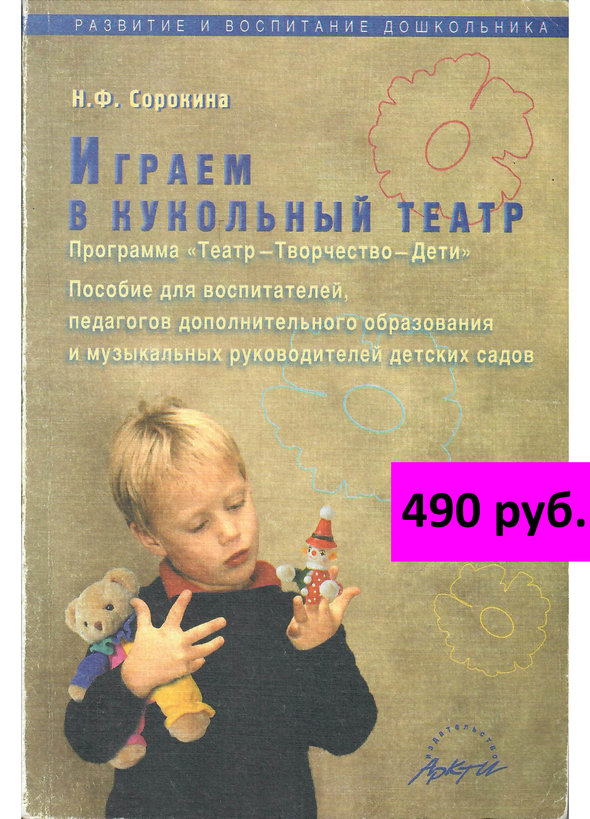 РАЗВИТИЕ И ВОСПИТАНИЕ ДОШКОЛЬНИКА
Н.Ф. Сорокина
ИГРАЕМ
В КУКОЛЬНЫЙ ТЕАТР
Программа «Театр–Творчество–Дети»
Пособие для воспитателей,
педагогов дополнительного образования
и музыкальных руководителей детских садов
490 руб.
издательство
АРКТИ